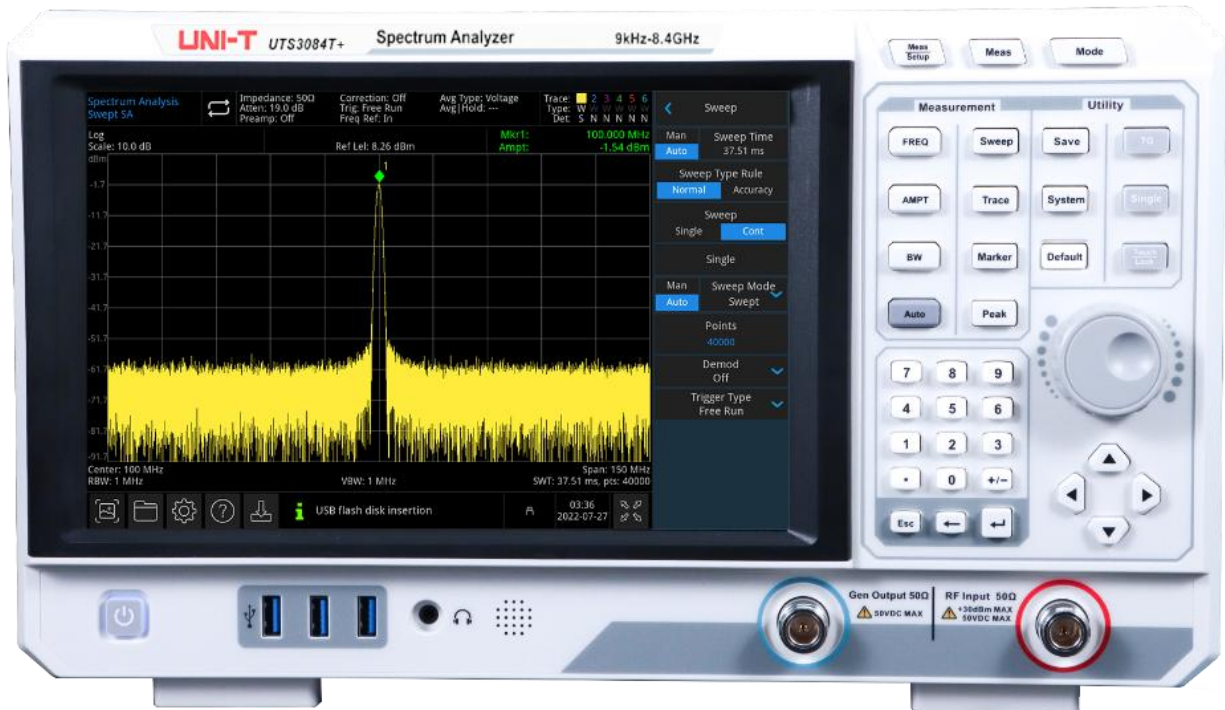 UNI-T UTS3084T+ Spectrum Analyzer 9kHz-8.4GHz
Meas Setup
Meas
Mode
Spectrum Analysis
Swept SA
Impedance: 50Ω
Atten: 19.0 dB
Preamp: Off
Correction: Off
Trig: Free Run
Freq Ref: In
Avg Type: Voltage
Avg|Hold: ---
Trace: 1 2 3 4 5 6
Type: W W W W W W
Det: S N N N N N
Log
Scale: 10.0 dB
Ref Lel: 8.26 dBm
Mkr1: 100.000 MHz
Ampt: -1.54 dBm
dBm
1
-1.7
-11.7
-21.7
-31.7
-41.7
-51.7
-61.7
-71.7
-81.7
-91.7
Center: 100 MHz
Span: 150 MHz
RBW: 1 MHz
VBW: 1 MHz
SWT: 37.51 ms, pts: 40000
USB flash disk insertion
03:36
2022-07-27
Sweep
Man
Auto
Sweep Time
37.51 ms
Sweep Type Rule
Normal Accuracy
Sweep
Single Cont
Single
Man
Auto
Sweep Mode
Swept
Points
40000
Demod
Off
Trigger Type
Free Run
Measurement
Utility
FREQ Sweep Save TG
AMPT Trace System Single
BW Marker Default Touch Lock
Auto Peak
7 8 9
4 5 6
1 2 3
• 0 +/−
Esc
Gen Output 50Ω
50VDC MAX
RF Input 50Ω
+30dBm MAX
50VDC MAX